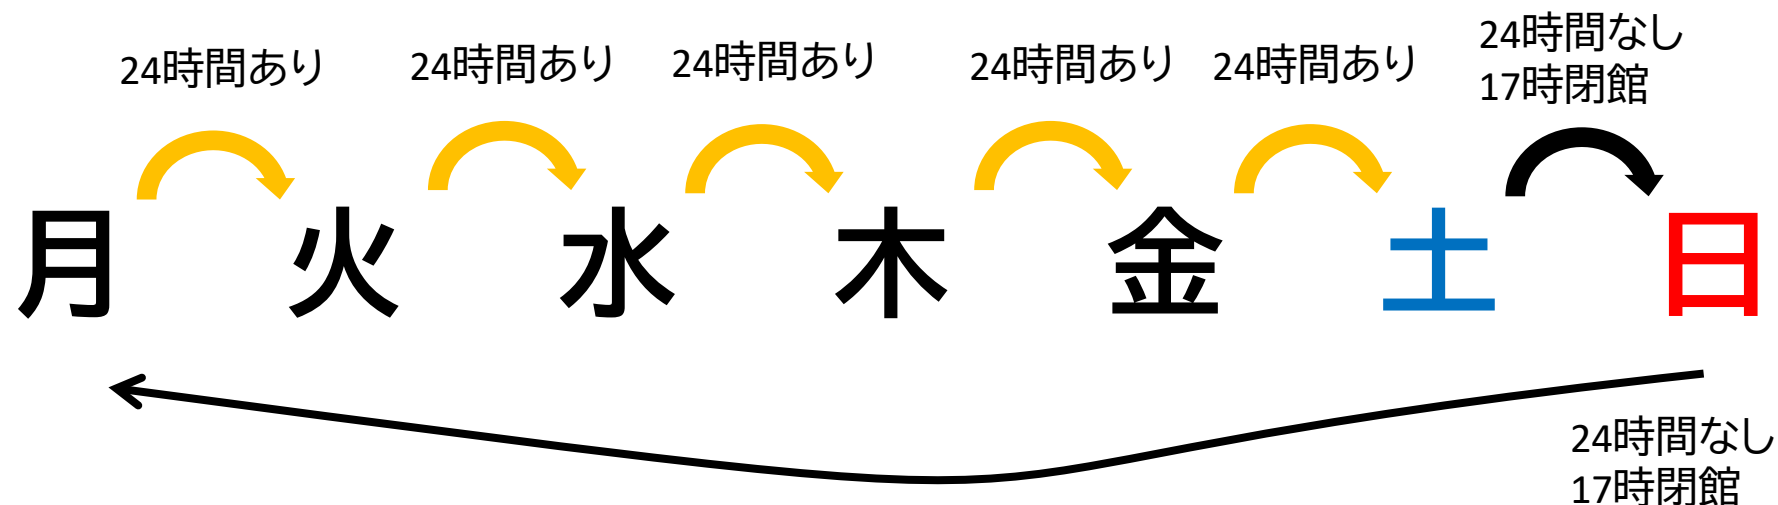 24時間あり
24時間あり
24時間あり
24時間あり
24時間あり
24時間なし
17時閉館
月 火 水 木 金 土 日
24時間なし
17時閉館